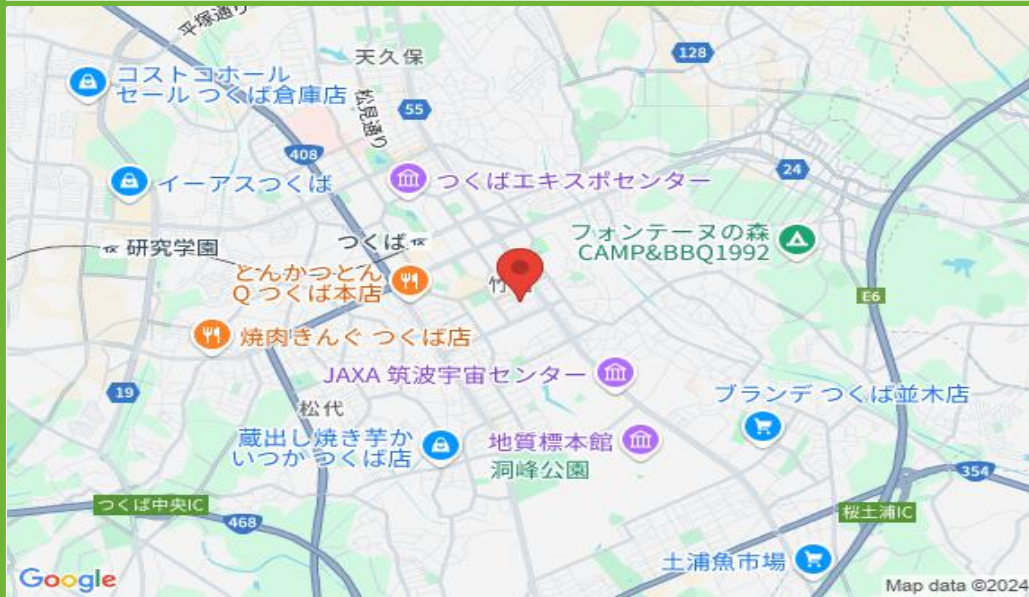 平塚通り
天久保
128
コストコホール
セール つくば倉庫店
55
松見通り
408
24
イーアスつくば
つくばエキスポセンター
フォンテーヌの森
CAMP&BBQ1992
つくば
研究学園
とんかつとん
Q つくば本店
竹
E6
焼肉きんぐ つくば店
JAXA 筑波宇宙センター
19
松代
ブランデ つくば並木店
蔵出し焼き芋か
いつか つくば店
地質標本館
洞峰公園
354
つくば中央IC
468
桜土浦IC
土浦魚市場
Google
Map data ©2024